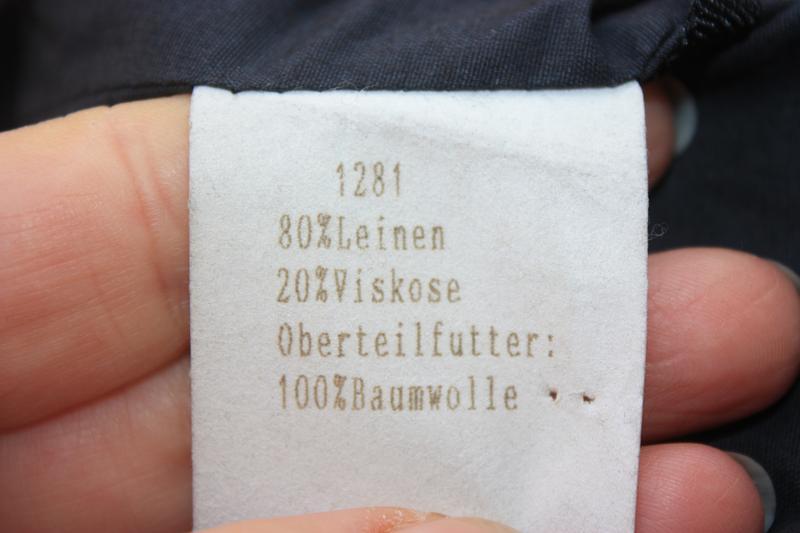 1281
80%Leinen
20%Viskose
Oberteilfutter:
100%Baumwolle